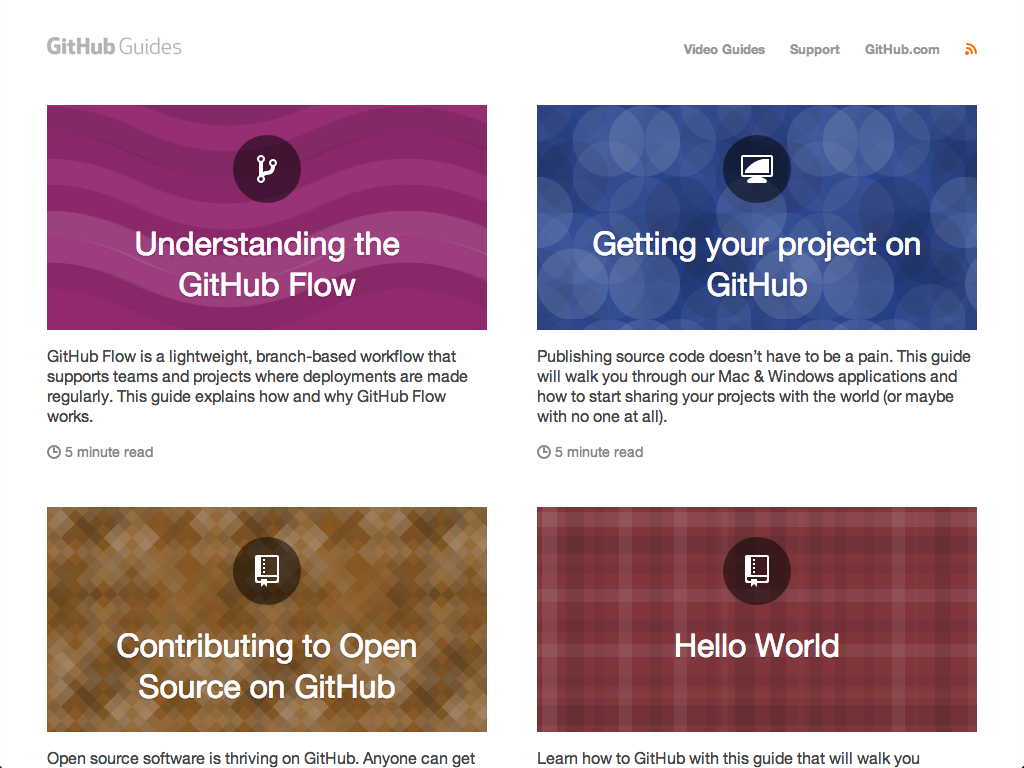 GitHub Guides
Video Guides Support GitHub.com
Understanding the
GitHub Flow
GitHub Flow is a lightweight, branch-based workflow that
supports teams and projects where deployments are made
regularly. This guide explains how and why GitHub Flow
works.
5 minute read
Getting your project on
GitHub
Publishing source code doesn’t have to be a pain. This guide
will walk you through our Mac & Windows applications and
how to start sharing your projects with the world (or maybe
with no one at all).
5 minute read
Contributing to Open
Source on GitHub
Open source software is thriving on GitHub. Anyone can get
Hello World
Learn how to GitHub with this guide that will walk you